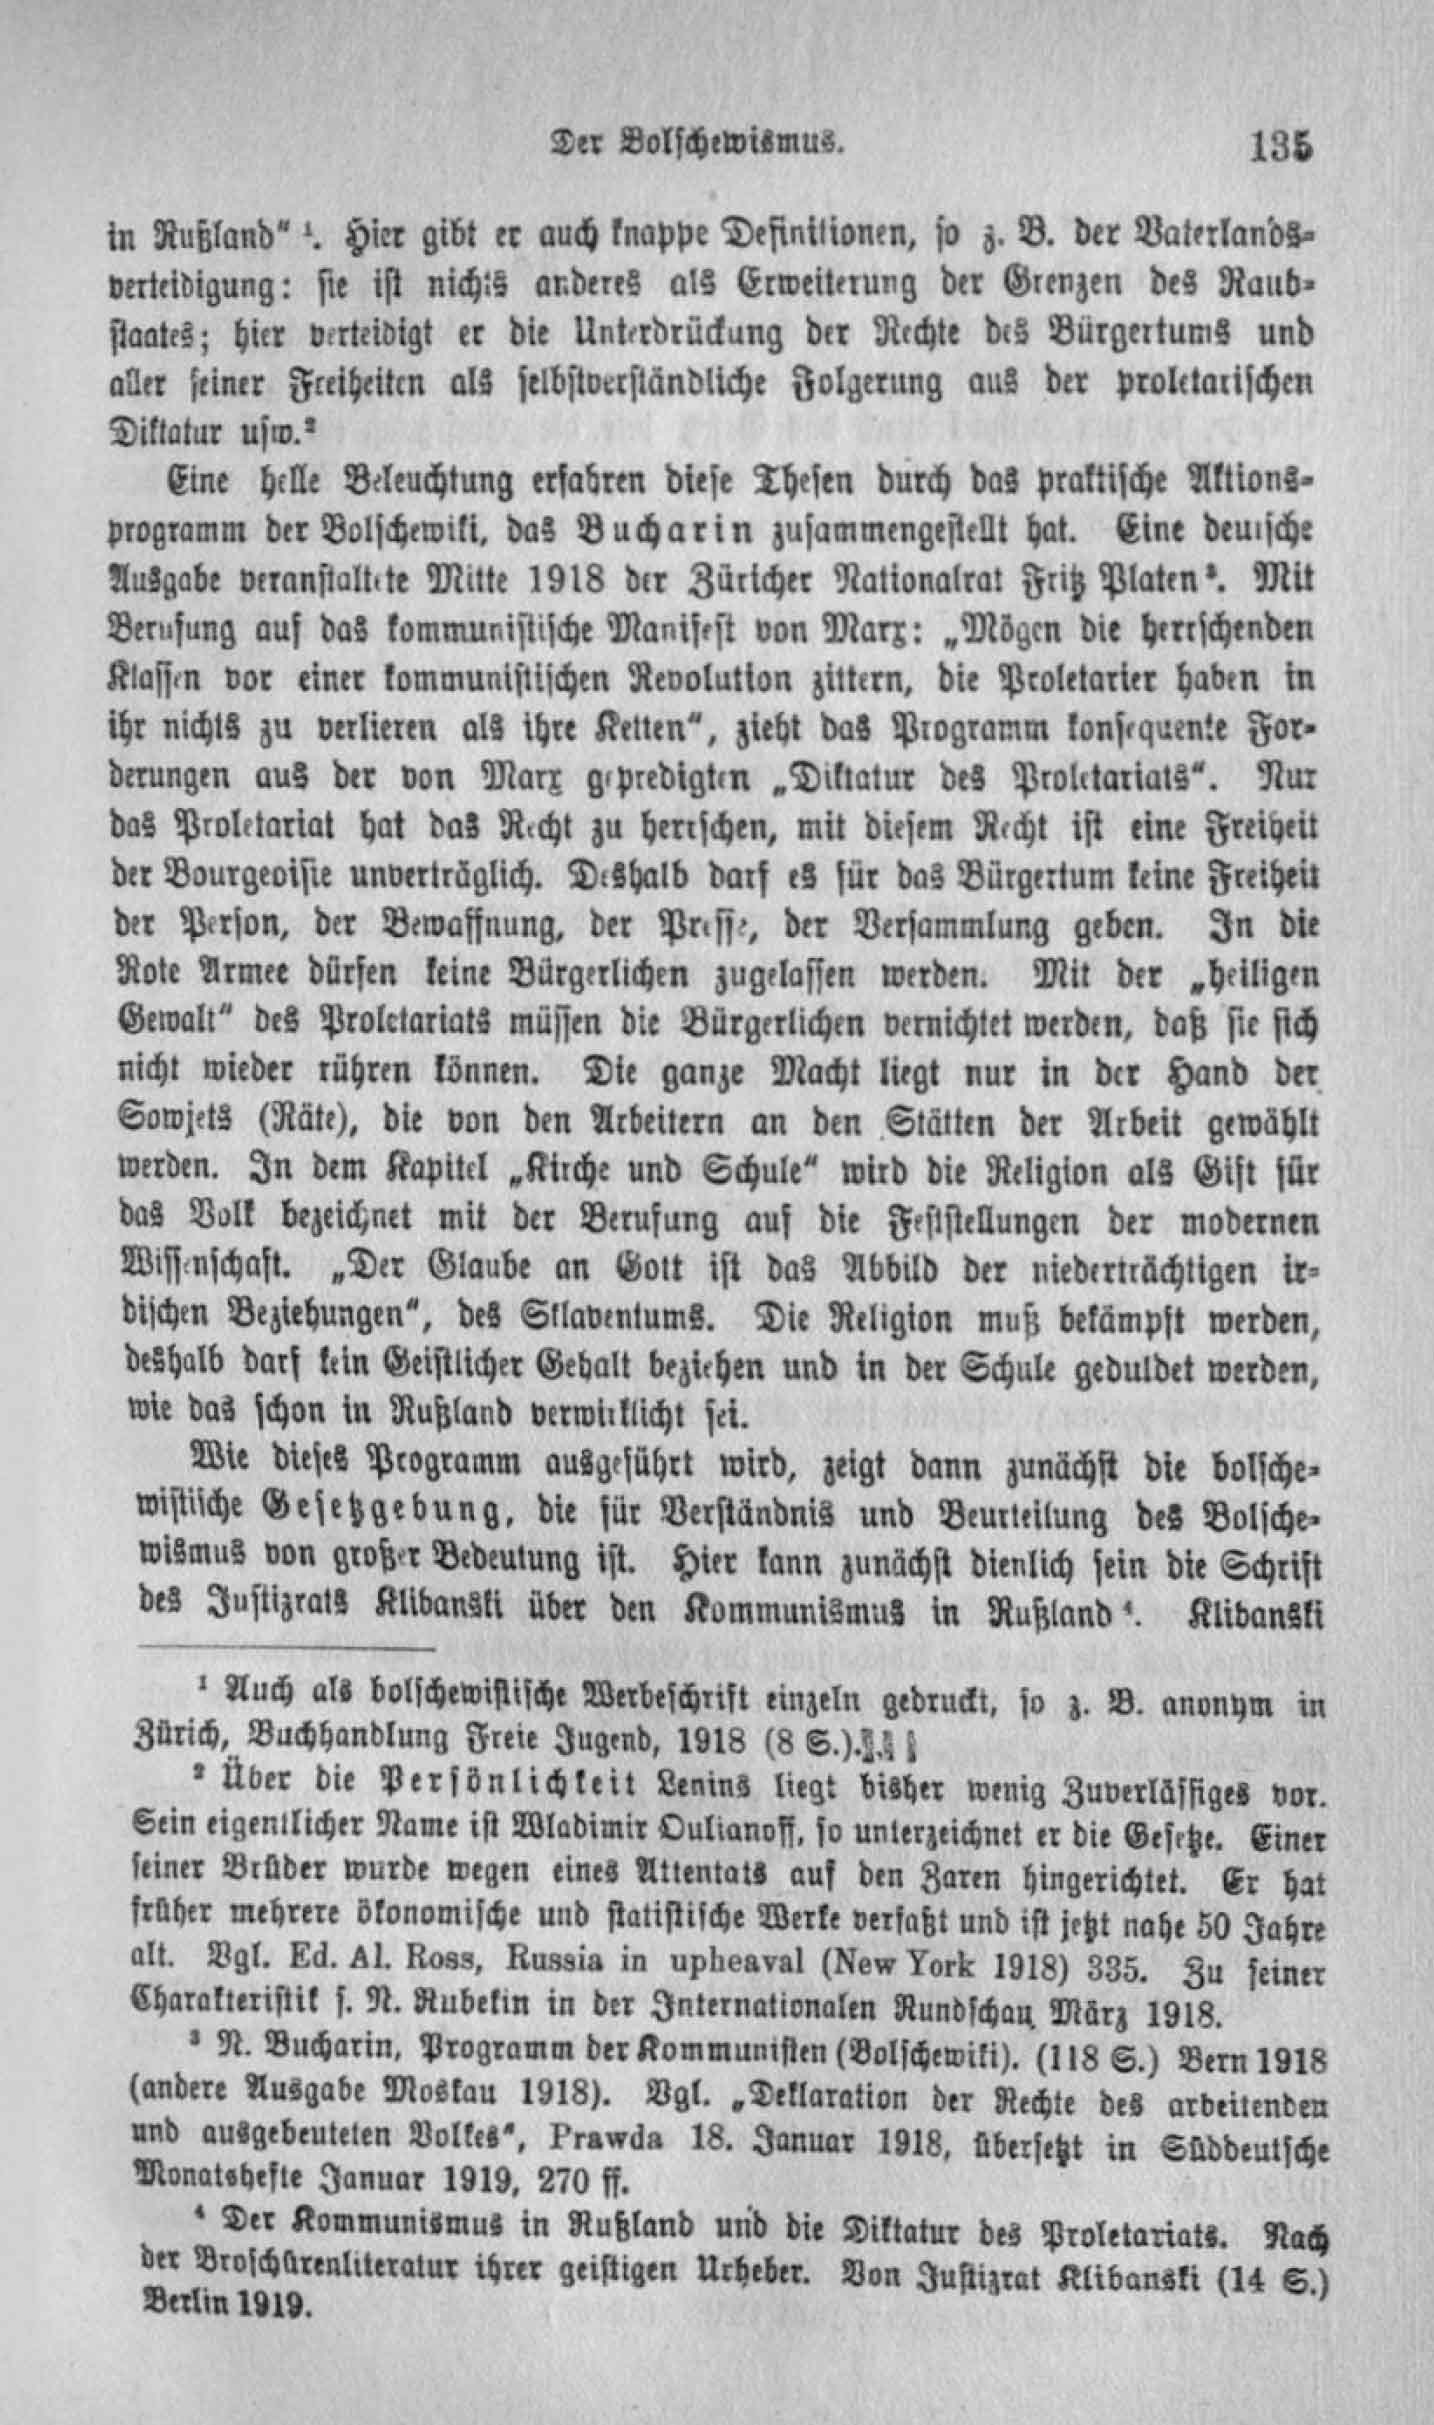 Der Bolschewismus. 135
in Rußland“ ¹. Hier gibt er auch knappe Definitionen, so z. B. der Vaterlands-
verteidigung: sie ist nichts anderes als Erweiterung der Grenzen des Raub-
staates; hier verteidigt er die Unterdrückung der Rechte des Bürgertums und
aller seiner Freiheiten als selbstverständliche Folgerung aus der proletarischen
Diktatur usw.²
Eine helle Beleuchtung erfahren diese Thesen durch das praktische Aktions-
programm der Bolschewiki, das Bucharin zusammengestellt hat. Eine deutsche
Ausgabe veranstaltete Mitte 1918 der Züricher Nationalrat Fritz Platen³. Mit
Berufung auf das kommunistische Manifest von Marx: „Mögen die herrschenden
Klassen vor einer kommunistischen Revolution zittern, die Proletarier haben in
ihr nichts zu verlieren als ihre Ketten“, zieht das Programm konsequente For-
derungen aus der von Marx gepredigten „Diktatur des Proletariats“. Nur
das Proletariat hat das Recht zu herrschen, mit diesem Recht ist eine Freiheit
der Bourgeoisie unverträglich. Deshalb darf es für das Bürgertum keine Freiheit
der Person, der Bewaffnung, der Presse, der Versammlung geben. In die
Rote Armee dürfen keine Bürgerlichen zugelassen werden. Mit der „heiligen
Gewalt“ des Proletariats müssen die Bürgerlichen vernichtet werden, daß sie sich
nicht wieder rühren können. Die ganze Macht liegt nur in der Hand der
Sowjets (Räte), die von den Arbeitern an den Stätten der Arbeit gewählt
werden. In dem Kapitel „Kirche und Schule“ wird die Religion als Gift für
das Volk bezeichnet mit der Berufung auf die Feststellungen der modernen
Wissenschaft. „Der Glaube an Gott ist das Abbild der niederträchtigen ir-
dischen Beziehungen“, des Sklaventums. Die Religion muß bekämpft werden,
deshalb darf kein Geistlicher Gehalt beziehen und in der Schule geduldet werden,
wie das schon in Rußland verwirklicht sei.
Wie dieses Programm ausgeführt wird, zeigt dann zunächst die bolsche-
wistische Gesetzgebung, die für Verständnis und Beurteilung des Bolsche-
wismus von großer Bedeutung ist. Hier kann zunächst dienlich sein die Schrift
des Justizrats Klibanski über den Kommunismus in Rußland⁴. Klibanski
¹ Auch als bolschewistische Werbeschrift einzeln gedruckt, so z. B. anonym in
Zürich, Buchhandlung Freie Jugend, 1918 (8 S.).
² Über die Persönlichkeit Lenins liegt bisher wenig Zuverlässiges vor.
Sein eigentlicher Name ist Wladimir Oulianoff, so unterzeichnet er die Gesetze. Einer
seiner Brüder wurde wegen eines Attentats auf den Zaren hingerichtet. Er hat
früher mehrere ökonomische und statistische Werke verfaßt und ist jetzt nahe 50 Jahre
alt. Vgl. Ed. Al. Ross, Russia in upheaval (New York 1918) 335. Zu seiner
Charakteristik s. N. Rubekin in der Internationalen Rundschau, März 1918.
³ N. Bucharin, Programm der Kommunisten (Bolschewiki). (118 S.) Bern 1918
(andere Ausgabe Moskau 1918). Vgl. „Deklaration der Rechte des arbeitenden
und ausgebeuteten Volkes“, Prawda 18. Januar 1918, übersetzt in Süddeutsche
Monatshefte Januar 1919, 270 ff.
⁴ Der Kommunismus in Rußland und die Diktatur des Proletariats. Nach
der Broschürenliteratur ihrer geistigen Urheber. Von Justizrat Klibanski (14 S.)
Berlin 1919.